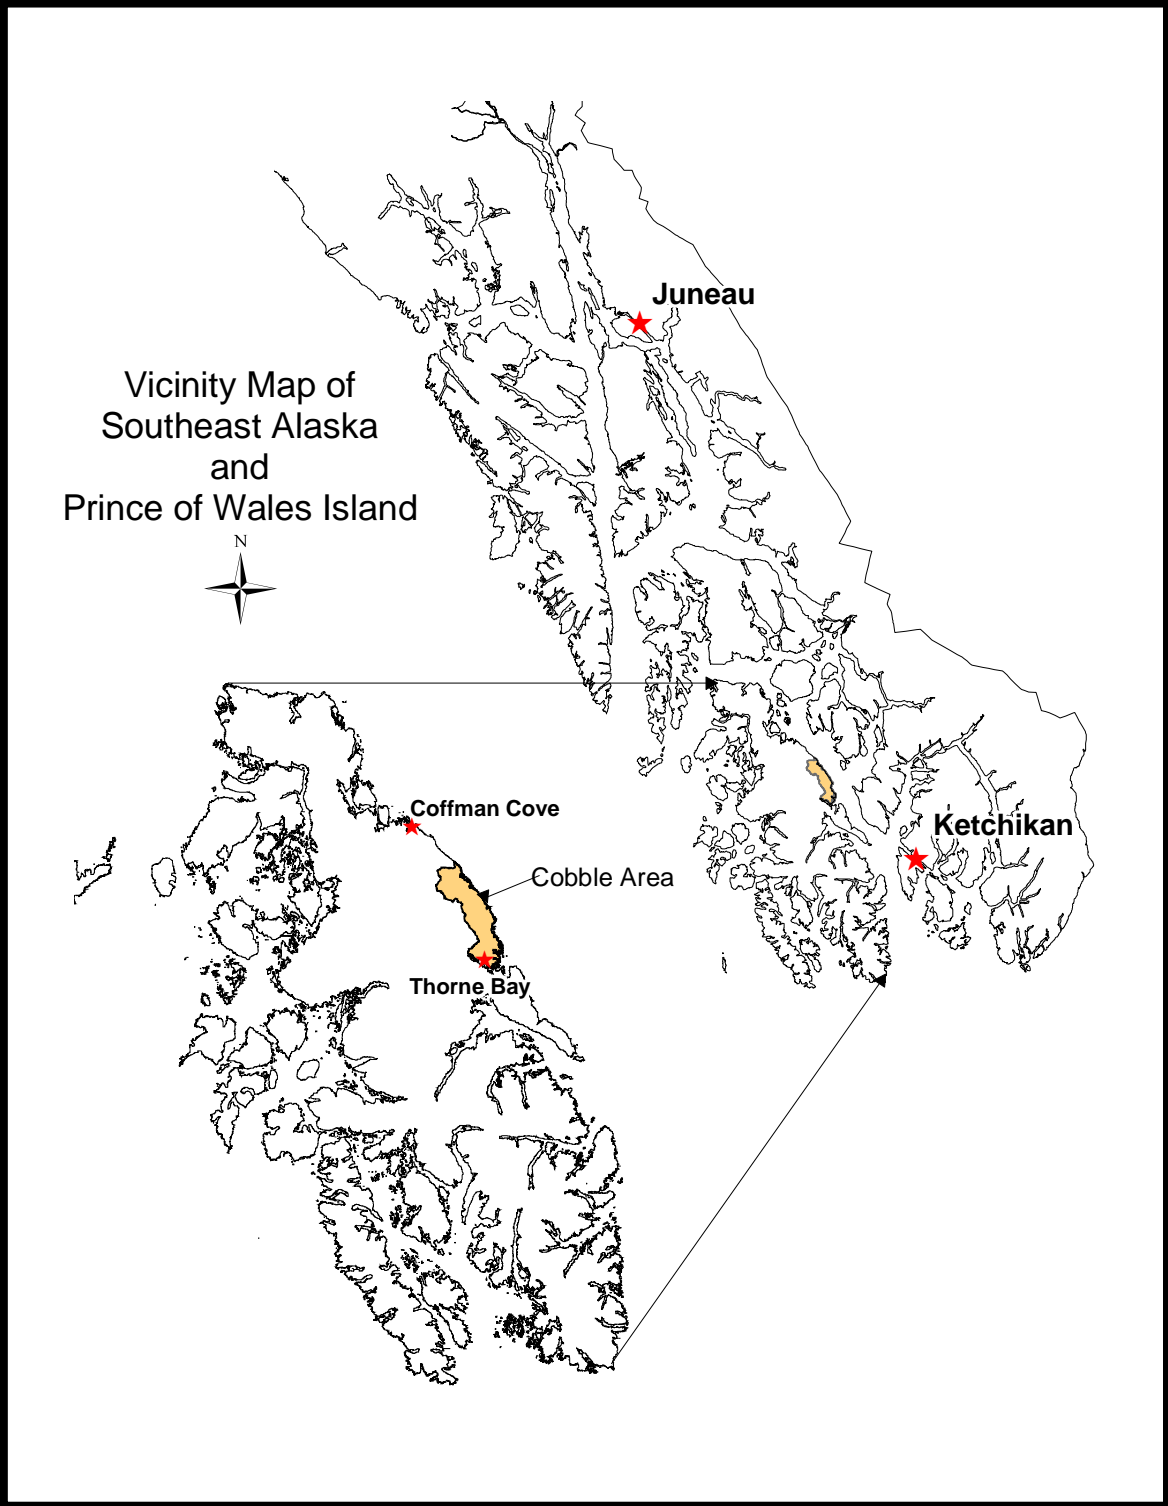 Juneau
Vicinity Map of
Southeast Alaska
and
Prince of Wales Island
N
Coffman Cove
Ketchikan
Cobble Area
Thorne Bay